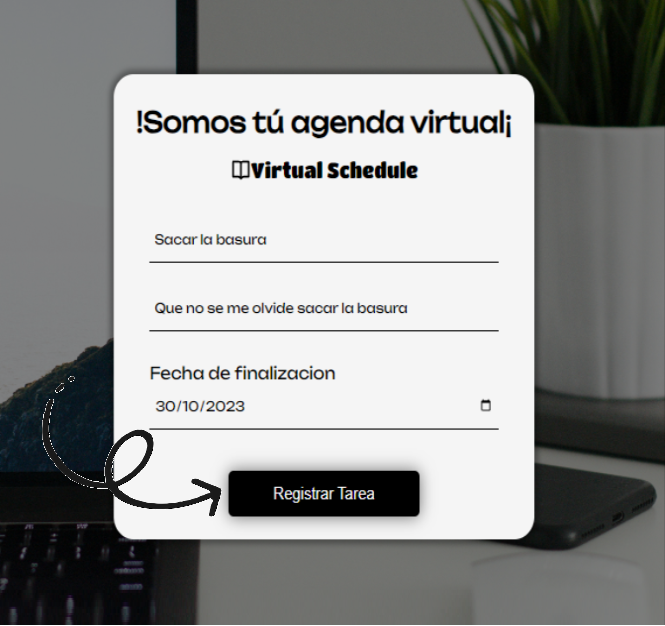 !Somos tú agenda virtual¡
Virtual Schedule
Sacar la basura
Que no se me olvide sacar la basura
Fecha de finalizacion
30/10/2023
Registrar Tarea